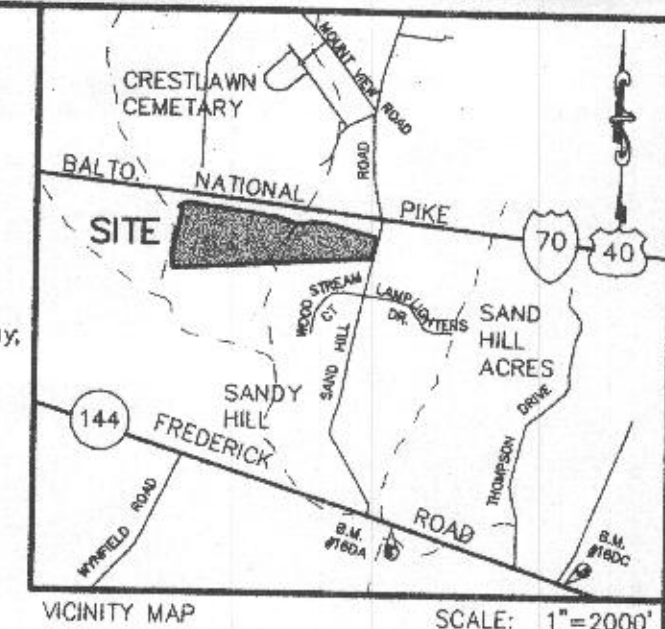 CRESTLAWN
CEMETARY
MOUNT VIEW
ROAD
ROAD
BALTO. NATIONAL PIKE
SITE
70
40
WOOD STREAM
CT
LAMPLIGHTERS
DR.
SAND
HILL
ACRES
SAND HILL
SANDY
HILL
144
FREDERICK ROAD
THOMPSON DRIVE
WYNFIELD ROAD
B.M.
#16DA
B.M.
#16DC
VICINITY MAP
SCALE: 1"=2000'